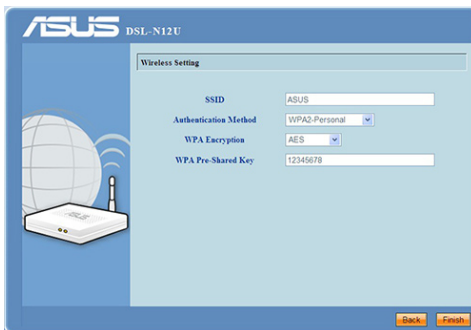 ASUS DSL-N12U
Wireless Setting
SSID ASUS
Authentication Method WPA2-Personal
WPA Encryption AES
WPA Pre-Shared Key 12345678
ASUS
Back Finish